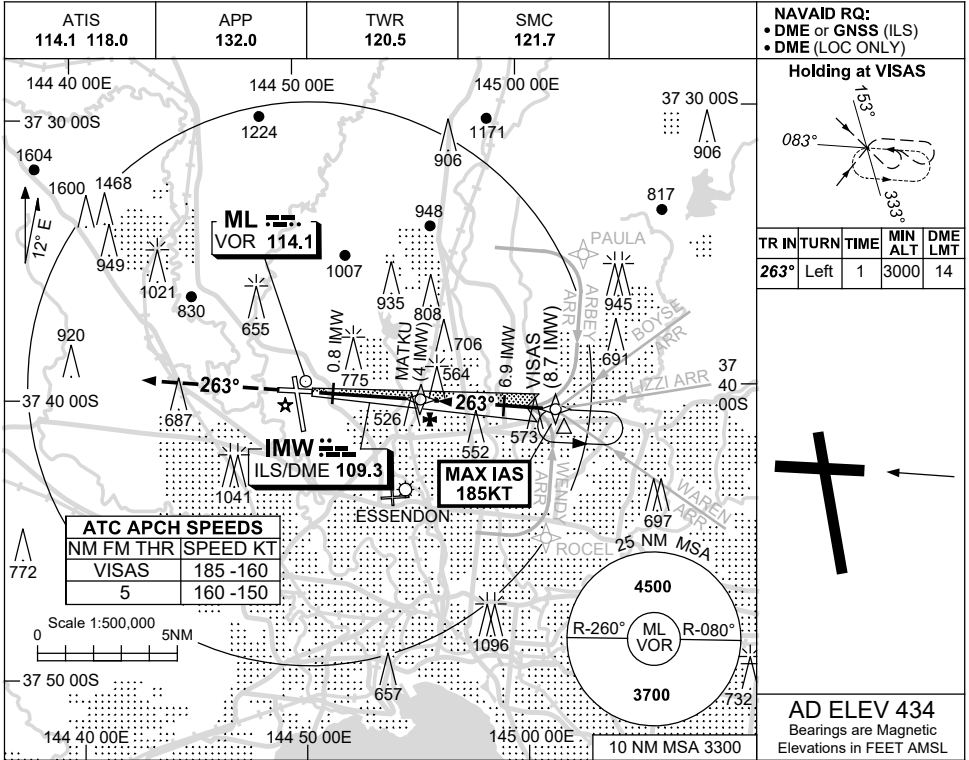 ATIS
114.1 118.0
APP
132.0
TWR
120.5
SMC
121.7
NAVAID RQ:
• DME or GNSS (ILS)
• DME (LOC ONLY)
Holding at VISAS
153°
083°
333°
TR IN TURN TIME MIN ALT DME LMT
263° Left 1 3000 14
144 40 00E
144 50 00E
145 00 00E
37 30 00S
37 30 00S
1224
1171
906
906
1604
1600
1468
12° E
949
1021
830
655
ML
VOR 114.1
948
1007
935
808
817
PAULA
ARBEY
ARR
945
BOYSE
ARR
691
920
0.8 IMW
775
MATKU
(4 IMW)
706
564
6.9 IMW
VISAS
(8.7 IMW)
LIZZI ARR
37
40
00S
263°
263°
37 40 00S
687
526
552
573
1041
IMW
ILS/DME 109.3
MAX IAS
185KT
WENDY
ARR
WAREN
ARR
ESSENDON
ROCEL
697
ATC APCH SPEEDS
NM FM THR SPEED KT
VISAS 185 -160
5 160 -150
772
25 NM MSA
4500
R-260°
ML
VOR
R-080°
3700
Scale 1:500,000
0 5NM
1096
657
732
37 50 00S
144 40 00E
144 50 00E
145 00 00E
10 NM MSA 3300
AD ELEV 434
Bearings are Magnetic
Elevations in FEET AMSL